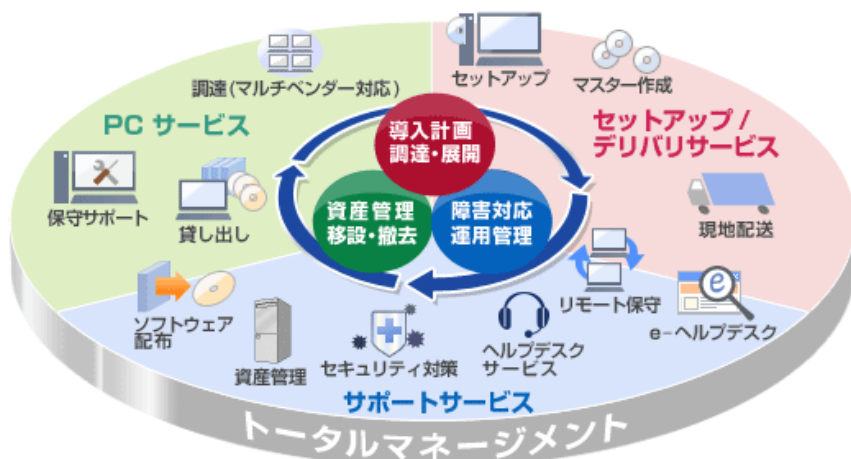 調達(マルチベンダー対応)
PC サービス
保守サポート
貸し出し
セットアップ
マスター作成
セットアップ /
デリバリサービス
現地配送
導入計画
調達・展開
資産管理
移設・撤去
障害対応
運用管理
ソフトウェア
配布
資産管理
セキュリティ対策
ヘルプデスク
サービス
リモート保守
e
e-ヘルプデスク
サポートサービス
トータルマネージメント